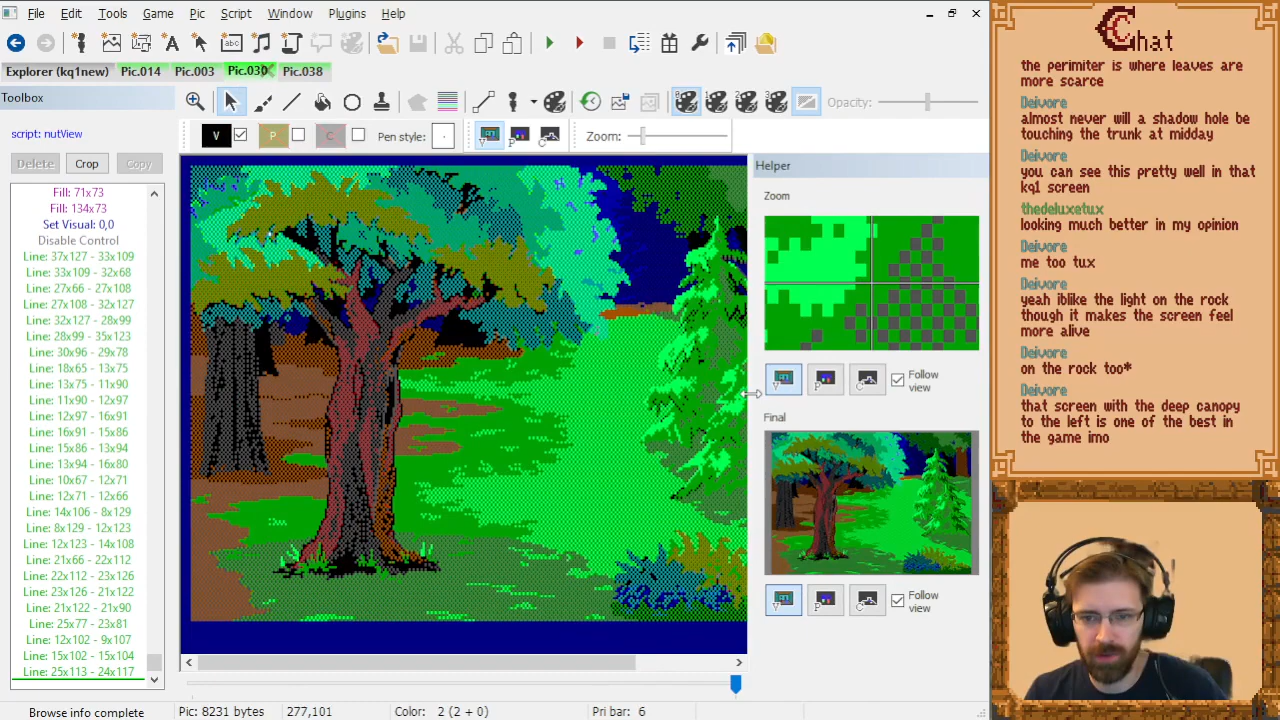 File Edit Tools Game Pic Script Window Plugins Help
Explorer (kq1new) Pic.014 Pic.003 Pic.030 Pic.038
Toolbox
Opacity:
script: nutView
V P C Pen style: Zoom:
Delete Crop Copy
Fill: 71x73
Fill: 134x73
Set Visual: 0,0
Disable Control
Line: 37x127 - 33x109
Line: 33x109 - 32x68
Line: 27x66 - 27x108
Line: 27x108 - 32x127
Line: 32x127 - 28x99
Line: 28x99 - 35x123
Line: 30x96 - 29x78
Line: 18x65 - 13x75
Line: 13x75 - 11x90
Line: 11x90 - 12x97
Line: 12x97 - 16x91
Line: 16x91 - 15x86
Line: 15x86 - 13x94
Line: 13x94 - 16x80
Line: 10x67 - 12x71
Line: 12x71 - 12x66
Line: 14x106 - 8x129
Line: 8x129 - 12x123
Line: 12x123 - 14x108
Line: 21x66 - 22x112
Line: 22x112 - 23x126
Line: 23x126 - 21x122
Line: 21x122 - 21x90
Line: 25x77 - 23x81
Line: 12x102 - 9x107
Line: 15x102 - 15x104
Line: 25x113 - 24x117
Helper
Zoom
V P C Follow view
Final
V P C Follow view
Browse info complete Pic: 8231 bytes 277,101 Color: 2 (2 + 0) Pri bar: 6
Chat
the perimiter is where leaves are
more scarce
Deivore
almost never will a shadow hole be
touching the trunk at midday
Deivore
you can see this pretty well in that
kq1 screen
thedeluxetux
looking much better in my opinion
Deivore
me too tux
Deivore
yeah iblike the light on the rock
though it makes the screen feel
more alive
Deivore
on the rock too*
Deivore
that screen with the deep canopy
to the left is one of the best in
the game imo